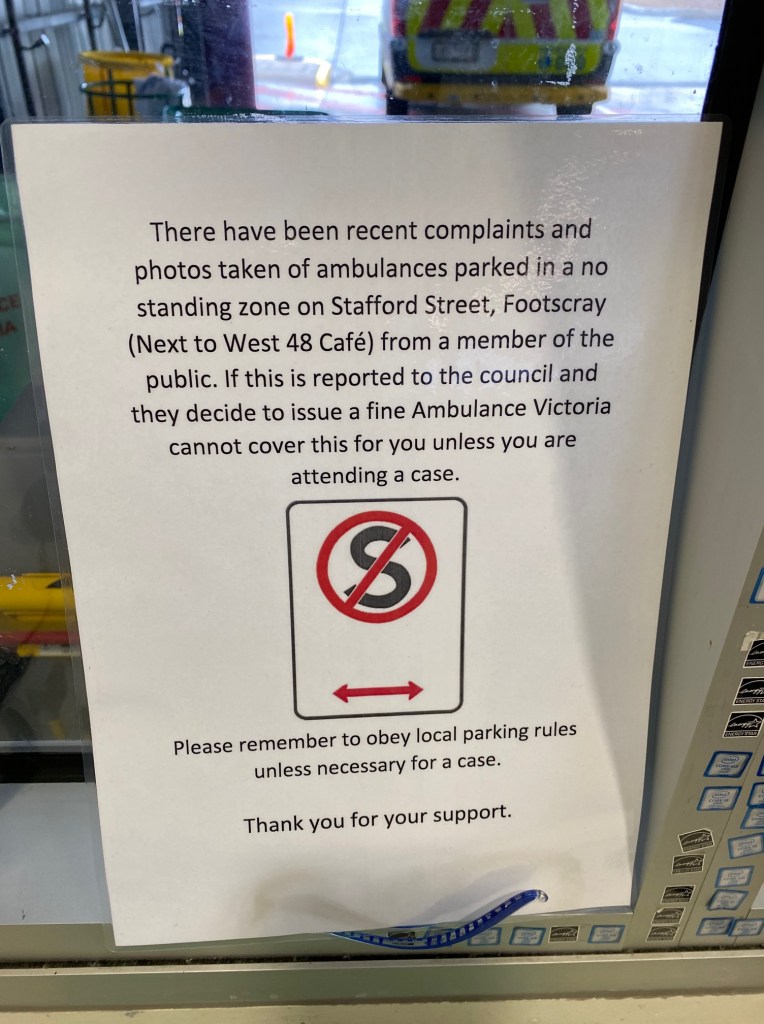 There have been recent complaints and
photos taken of ambulances parked in a no
standing zone on Stafford Street, Footscray
(Next to West 48 Café) from a member of the
public. If this is reported to the council and
they decide to issue a fine Ambulance Victoria
cannot cover this for you unless you are
attending a case.
S
Please remember to obey local parking rules
unless necessary for a case.
Thank you for your support.
ENERGY STAR